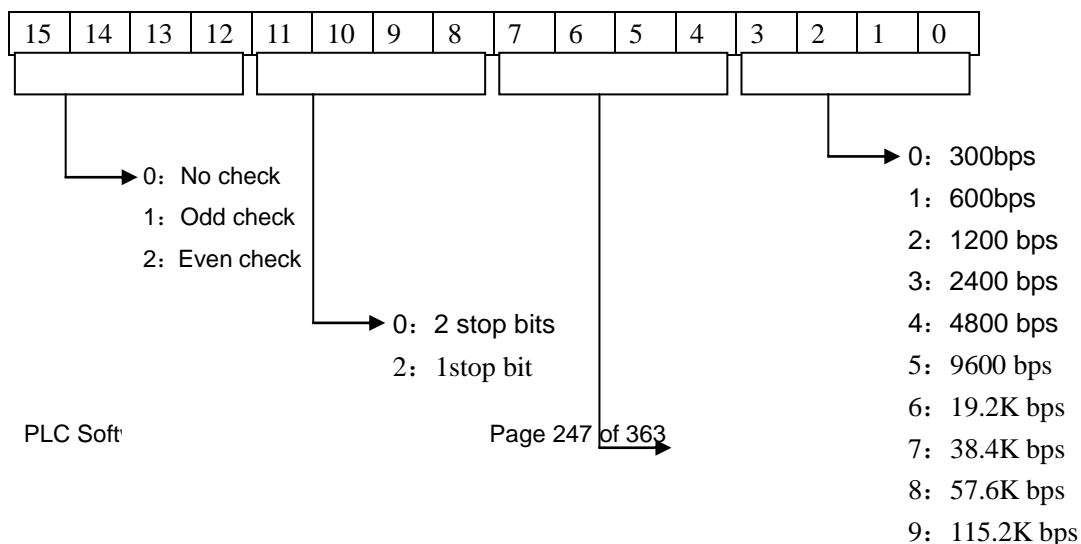 15 14 13 12 11 10 9 8 7 6 5 4 3 2 1 0
0：No check
1：Odd check
2：Even check
0：2 stop bits
2：1stop bit
0：300bps
1：600bps
2：1200 bps
3：2400 bps
4：4800 bps
5：9600 bps
6：19.2K bps
7：38.4K bps
8：57.6K bps
9：115.2K bps
PLC Soft
Page 247 of 363